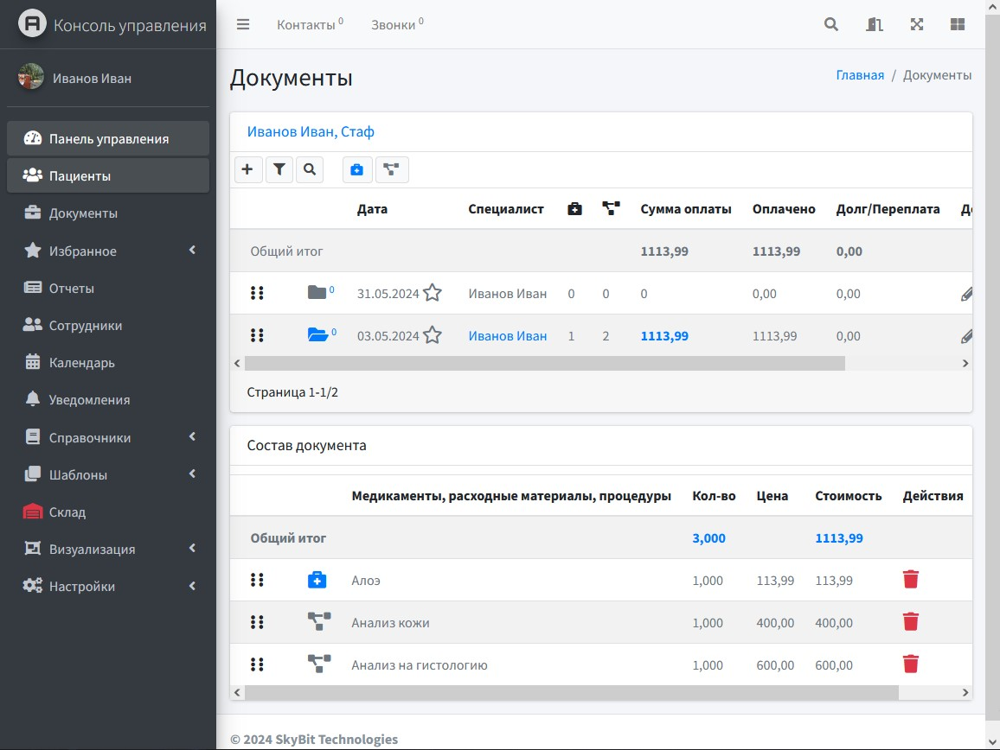 Консоль управления
Контакты 0 Звонки 0
Иванов Иван
Панель управления
Пациенты
Документы
Избранное
Отчеты
Сотрудники
Календарь
Уведомления
Справочники
Шаблоны
Склад
Визуализация
Настройки
Документы
Главная / Документы
Иванов Иван, Стаф
Дата Специалист Сумма оплаты Оплачено Долг/Переплата
Общий итог 1113,99 1113,99 0,00
0 31.05.2024 Иванов Иван 0 0 0 0,00 0,00
0 03.05.2024 Иванов Иван 1 2 1113,99 1113,99 0,00
Страница 1-1/2
Состав документа
Медикаменты, расходные материалы, процедуры Кол-во Цена Стоимость Действия
Общий итог 3,000 1113,99
Алоэ 1,000 113,99 113,99
Анализ кожи 1,000 400,00 400,00
Анализ на гистологию 1,000 600,00 600,00
© 2024 SkyBit Technologies